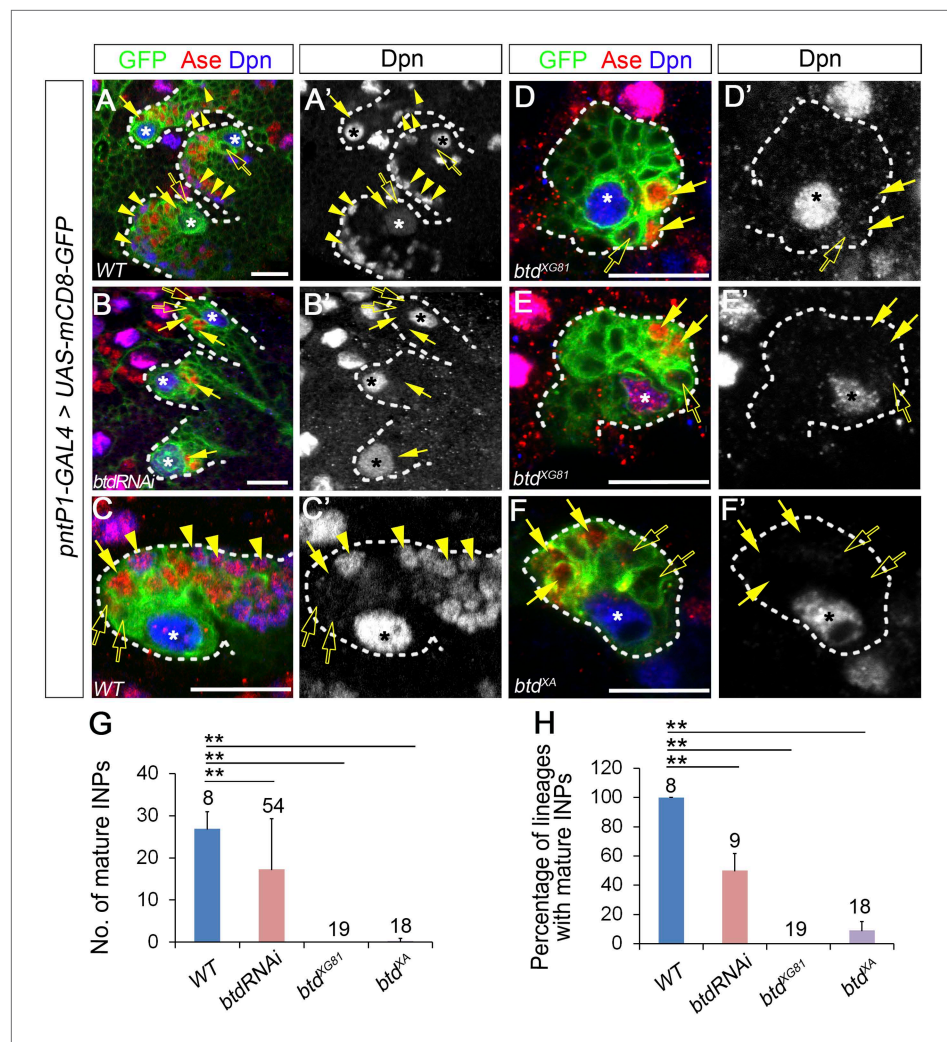 pntP1-GAL4 > UAS-mCD8-GFP
GFP Ase Dpn
Dpn
GFP Ase Dpn
Dpn
A
*
*
*
WT
A'
*
*
*
D
*
btdXG81
D'
*
B
*
*
*
btdRNAi
B'
*
*
*
E
*
btdXG81
E'
*
C
*
WT
C'
*
F
*
btdXA
F'
*
G
No. of mature INPs
40
30
20
10
0
**
**
**
8
54
19
18
WT
btdRNAi
btdXG81
btdXA
H
Percentage of lineages
with mature INPs
120
100
80
60
40
20
0
**
**
**
8
9
19
18
WT
btdRNAi
btdXG81
btdXA